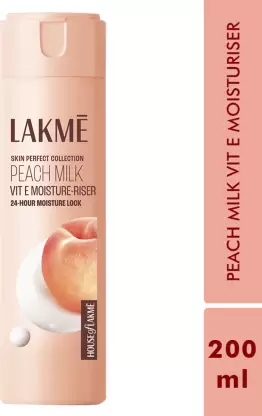 LAKMĒ
SKIN PERFECT COLLECTION
PEACH MILK
VIT E MOISTURE-RISER
24-HOUR MOISTURE LOOK
HOUSE of LAKMĒ
PEACH MILK VIT E MOISTURISER
200
ml